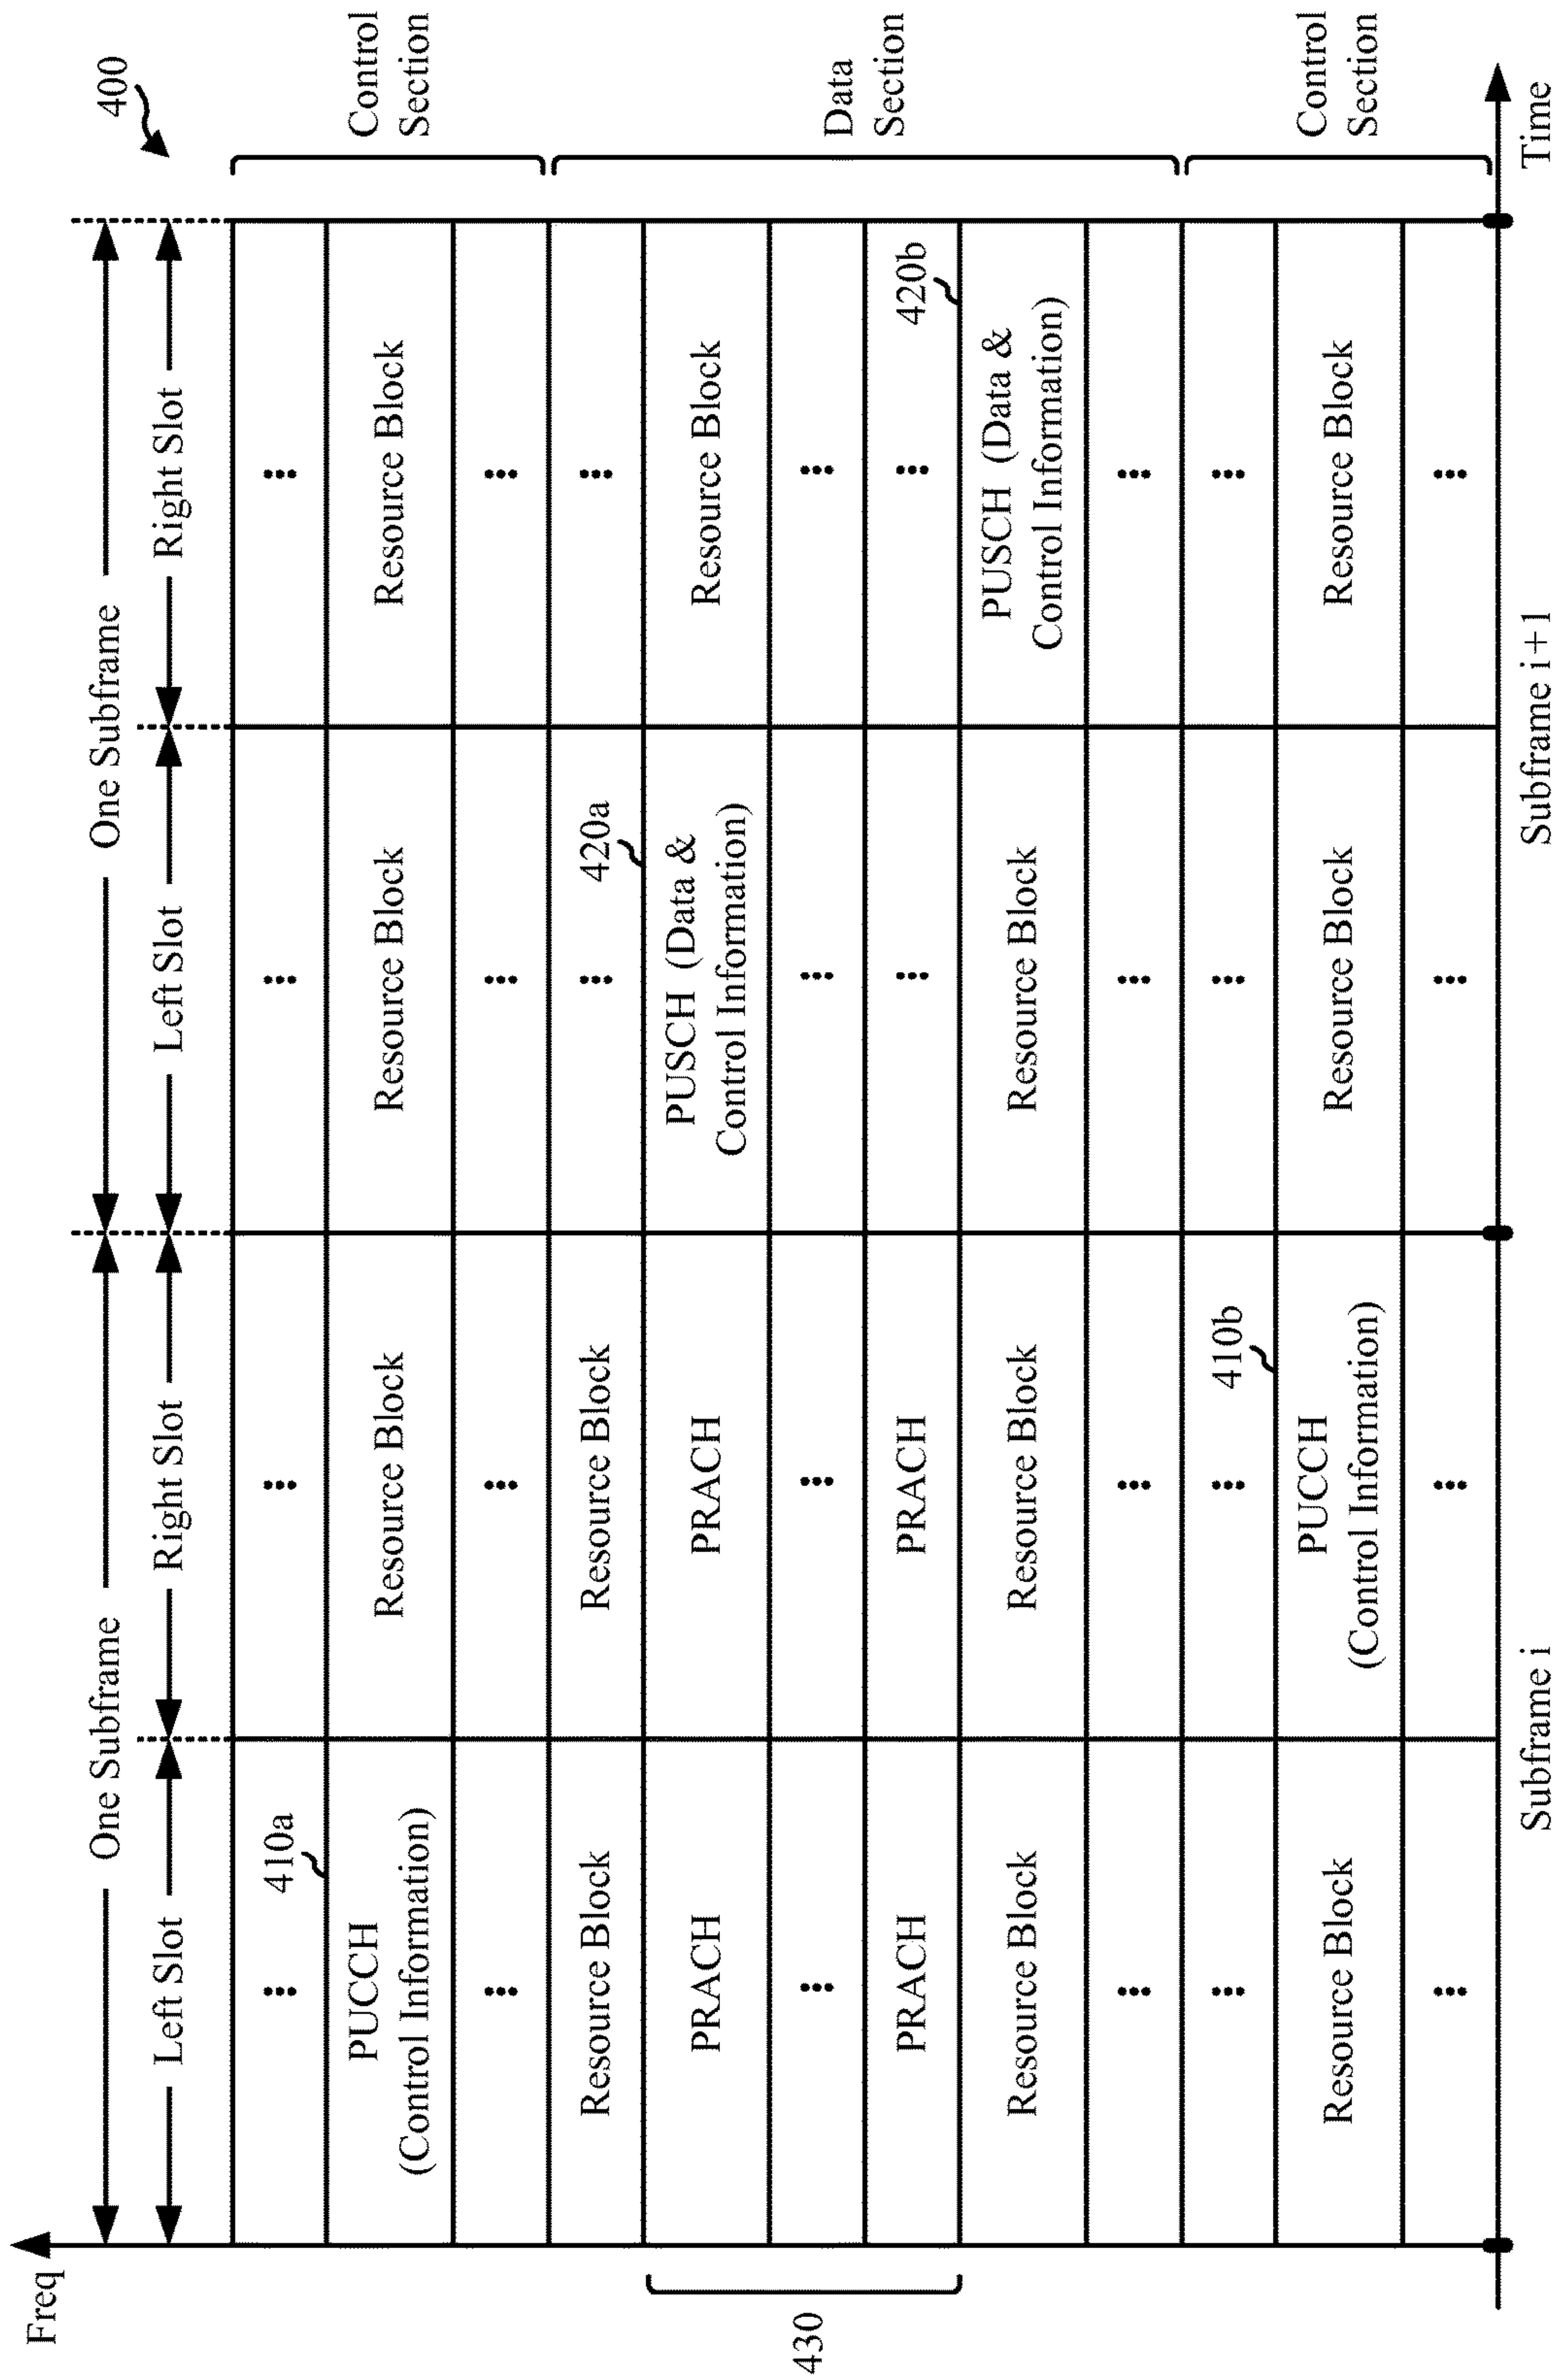 400
Freq
One Subframe
One Subframe
Left Slot
Right Slot
Left Slot
Right Slot
⋮
410a
⋮
⋮
⋮
Control
Section
PUCCH
(Control Information)
Resource Block
Resource Block
Resource Block
⋮
⋮
⋮
⋮
Resource Block
Resource Block
⋮
420a
⋮
Data
Section
430
PRACH
PRACH
PUSCH (Data &
Control Information)
Resource Block
⋮
⋮
⋮
⋮
PRACH
PRACH
⋮
⋮
420b
Resource Block
Resource Block
Resource Block
PUSCH (Data &
Control Information)
⋮
⋮
⋮
⋮
⋮
⋮
410b
⋮
⋮
Control
Section
Resource Block
PUCCH
(Control Information)
Resource Block
Resource Block
⋮
⋮
⋮
⋮
Subframe i
Subframe i+1
Time